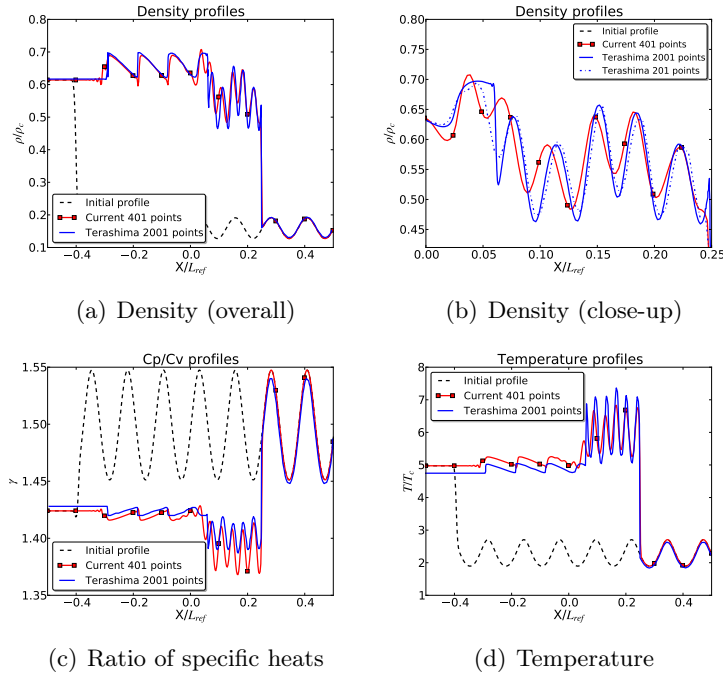 Density profiles
0.8
0.7
0.6
0.5
0.4
0.3
0.2
0.1
ρ/ρc
Initial profile
Current 401 points
Terashima 2001 points
−0.4 −0.2 0.0 0.2 0.4
X/Lref
(a) Density (overall)
Density profiles
0.80
0.75
0.70
0.65
0.60
0.55
0.50
0.45
ρ/ρc
Initial profile
Current 401 points
Terashima 2001 points
Terashima 201 points
0.00 0.05 0.10 0.15 0.20 0.25
X/Lref
(b) Density (close-up)
Cp/Cv profiles
1.55
1.50
1.45
1.40
1.35
γ
Initial profile
Current 401 points
Terashima 2001 points
−0.4 −0.2 0.0 0.2 0.4
X/Lref
(c) Ratio of specific heats
Temperature profiles
8
7
6
5
4
3
2
1
T/Tc
Initial profile
Current 401 points
Terashima 2001 points
−0.4 −0.2 0.0 0.2 0.4
X/Lref
(d) Temperature